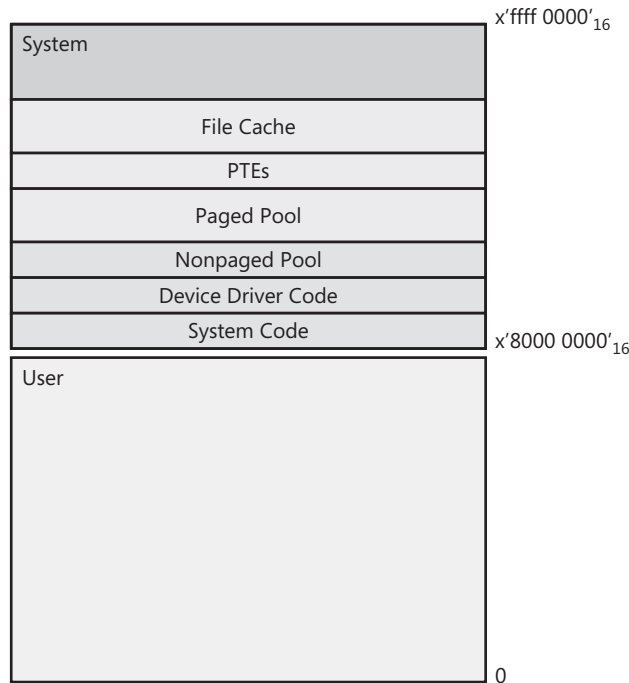 x'ffff 0000'₁₆
System
File Cache
PTEs
Paged Pool
Nonpaged Pool
Device Driver Code
System Code
x'8000 0000'₁₆
User
0